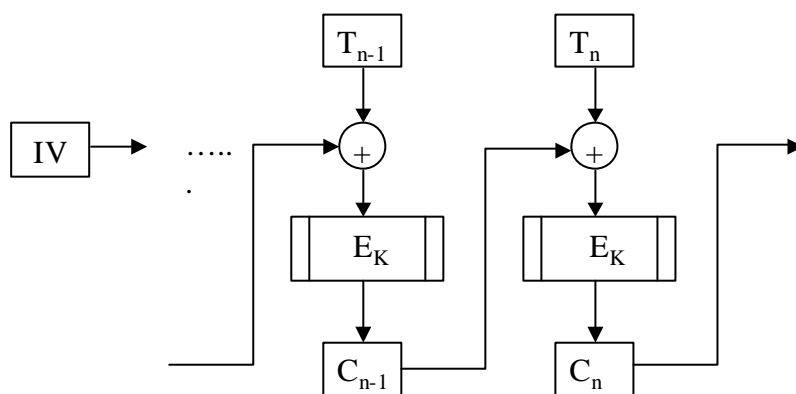 T_{n-1}
T_n
IV
…..
.
+
+
E_K
E_K
C_{n-1}
C_n